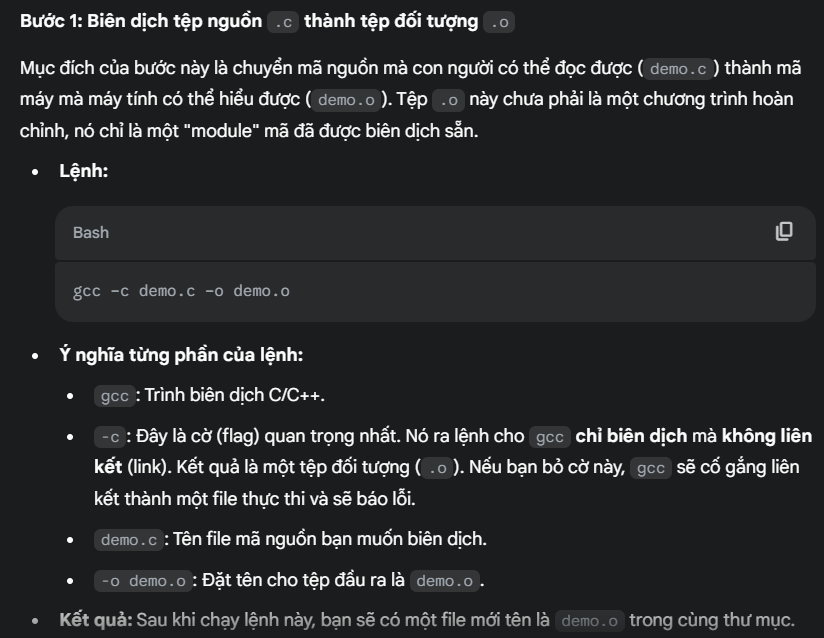 Bước 1: Biên dịch tệp nguồn .c thành tệp đối tượng .o
Mục đích của bước này là chuyển mã nguồn mà con người có thể đọc được ( demo.c ) thành mã
máy mà máy tính có thể hiểu được ( demo.o ). Tệp .o này chưa phải là một chương trình hoàn
chỉnh, nó chỉ là một "module" mã đã được biên dịch sẵn.
• Lệnh:
Bash
gcc -c demo.c -o demo.o
• Ý nghĩa từng phần của lệnh:
• gcc : Trình biên dịch C/C++.
• -c : Đây là cờ (flag) quan trọng nhất. Nó ra lệnh cho gcc chỉ biên dịch mà không liên
kết (link). Kết quả là một tệp đối tượng ( .o ). Nếu bạn bỏ cờ này, gcc sẽ cố gắng liên
kết thành một file thực thi và sẽ báo lỗi.
• demo.c : Tên file mã nguồn bạn muốn biên dịch.
• -o demo.o : Đặt tên cho tệp đầu ra là demo.o .
• Kết quả: Sau khi chạy lệnh này, bạn sẽ có một file mới tên là demo.o trong cùng thư mục.